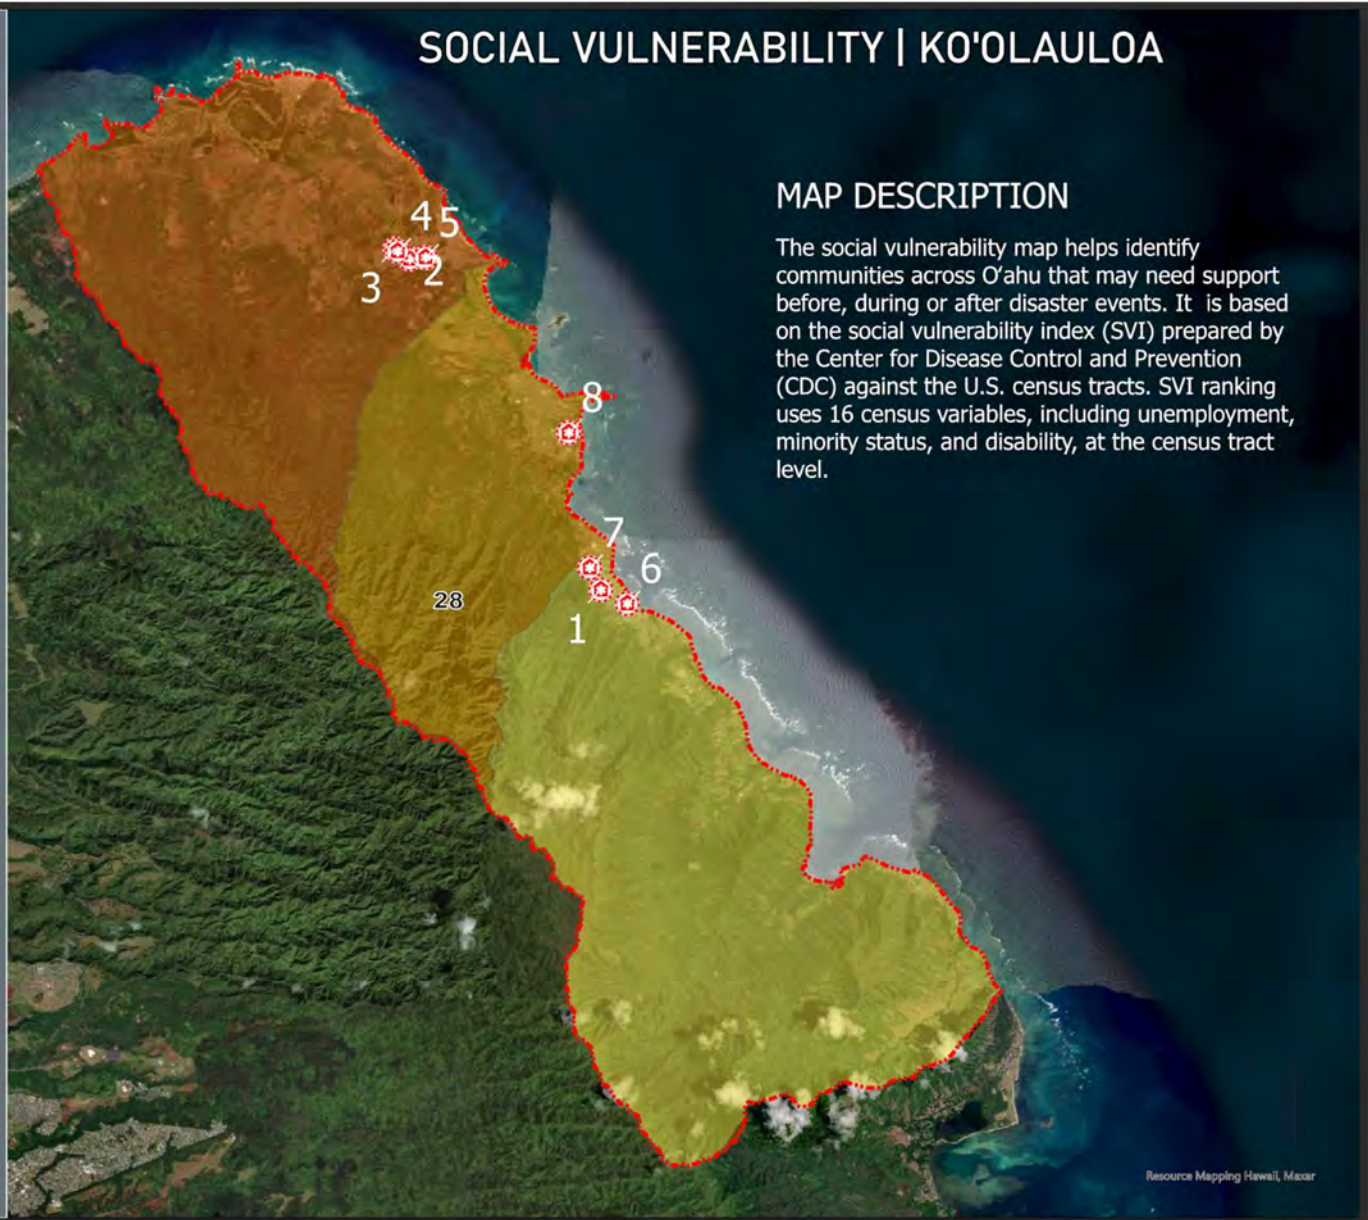 SOCIAL VULNERABILITY | KO'OLAULOA
MAP DESCRIPTION
The social vulnerability map helps identify
communities across Oʻahu that may need support
before, during or after disaster events. It  is based
on the social vulnerability index (SVI) prepared by
the Center for Disease Control and Prevention
(CDC) against the U.S. census tracts. SVI ranking
uses 16 census variables, including unemployment,
minority status, and disability, at the census tract
level.
4 5
3 2
8
7
6
28
1
Resource Mapping Hawaii, Maxar